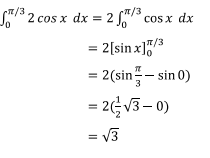 ∫₀^{π/3} 2 cos x dx = 2 ∫₀^{π/3} cos x dx
= 2[sin x]₀^{π/3}
= 2(sin π/3 − sin 0)
= 2(1/2 √3 − 0)
= √3